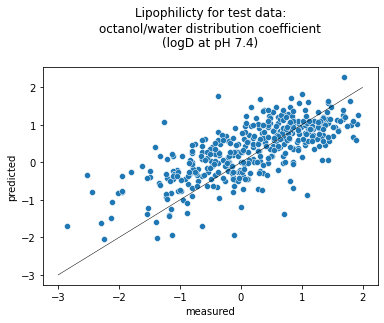 Lipophilicty for test data:
octanol/water distribution coefficient
(logD at pH 7.4)
predicted
2
1
0
−1
−2
−3
−3
−2
−1
0
1
2
measured